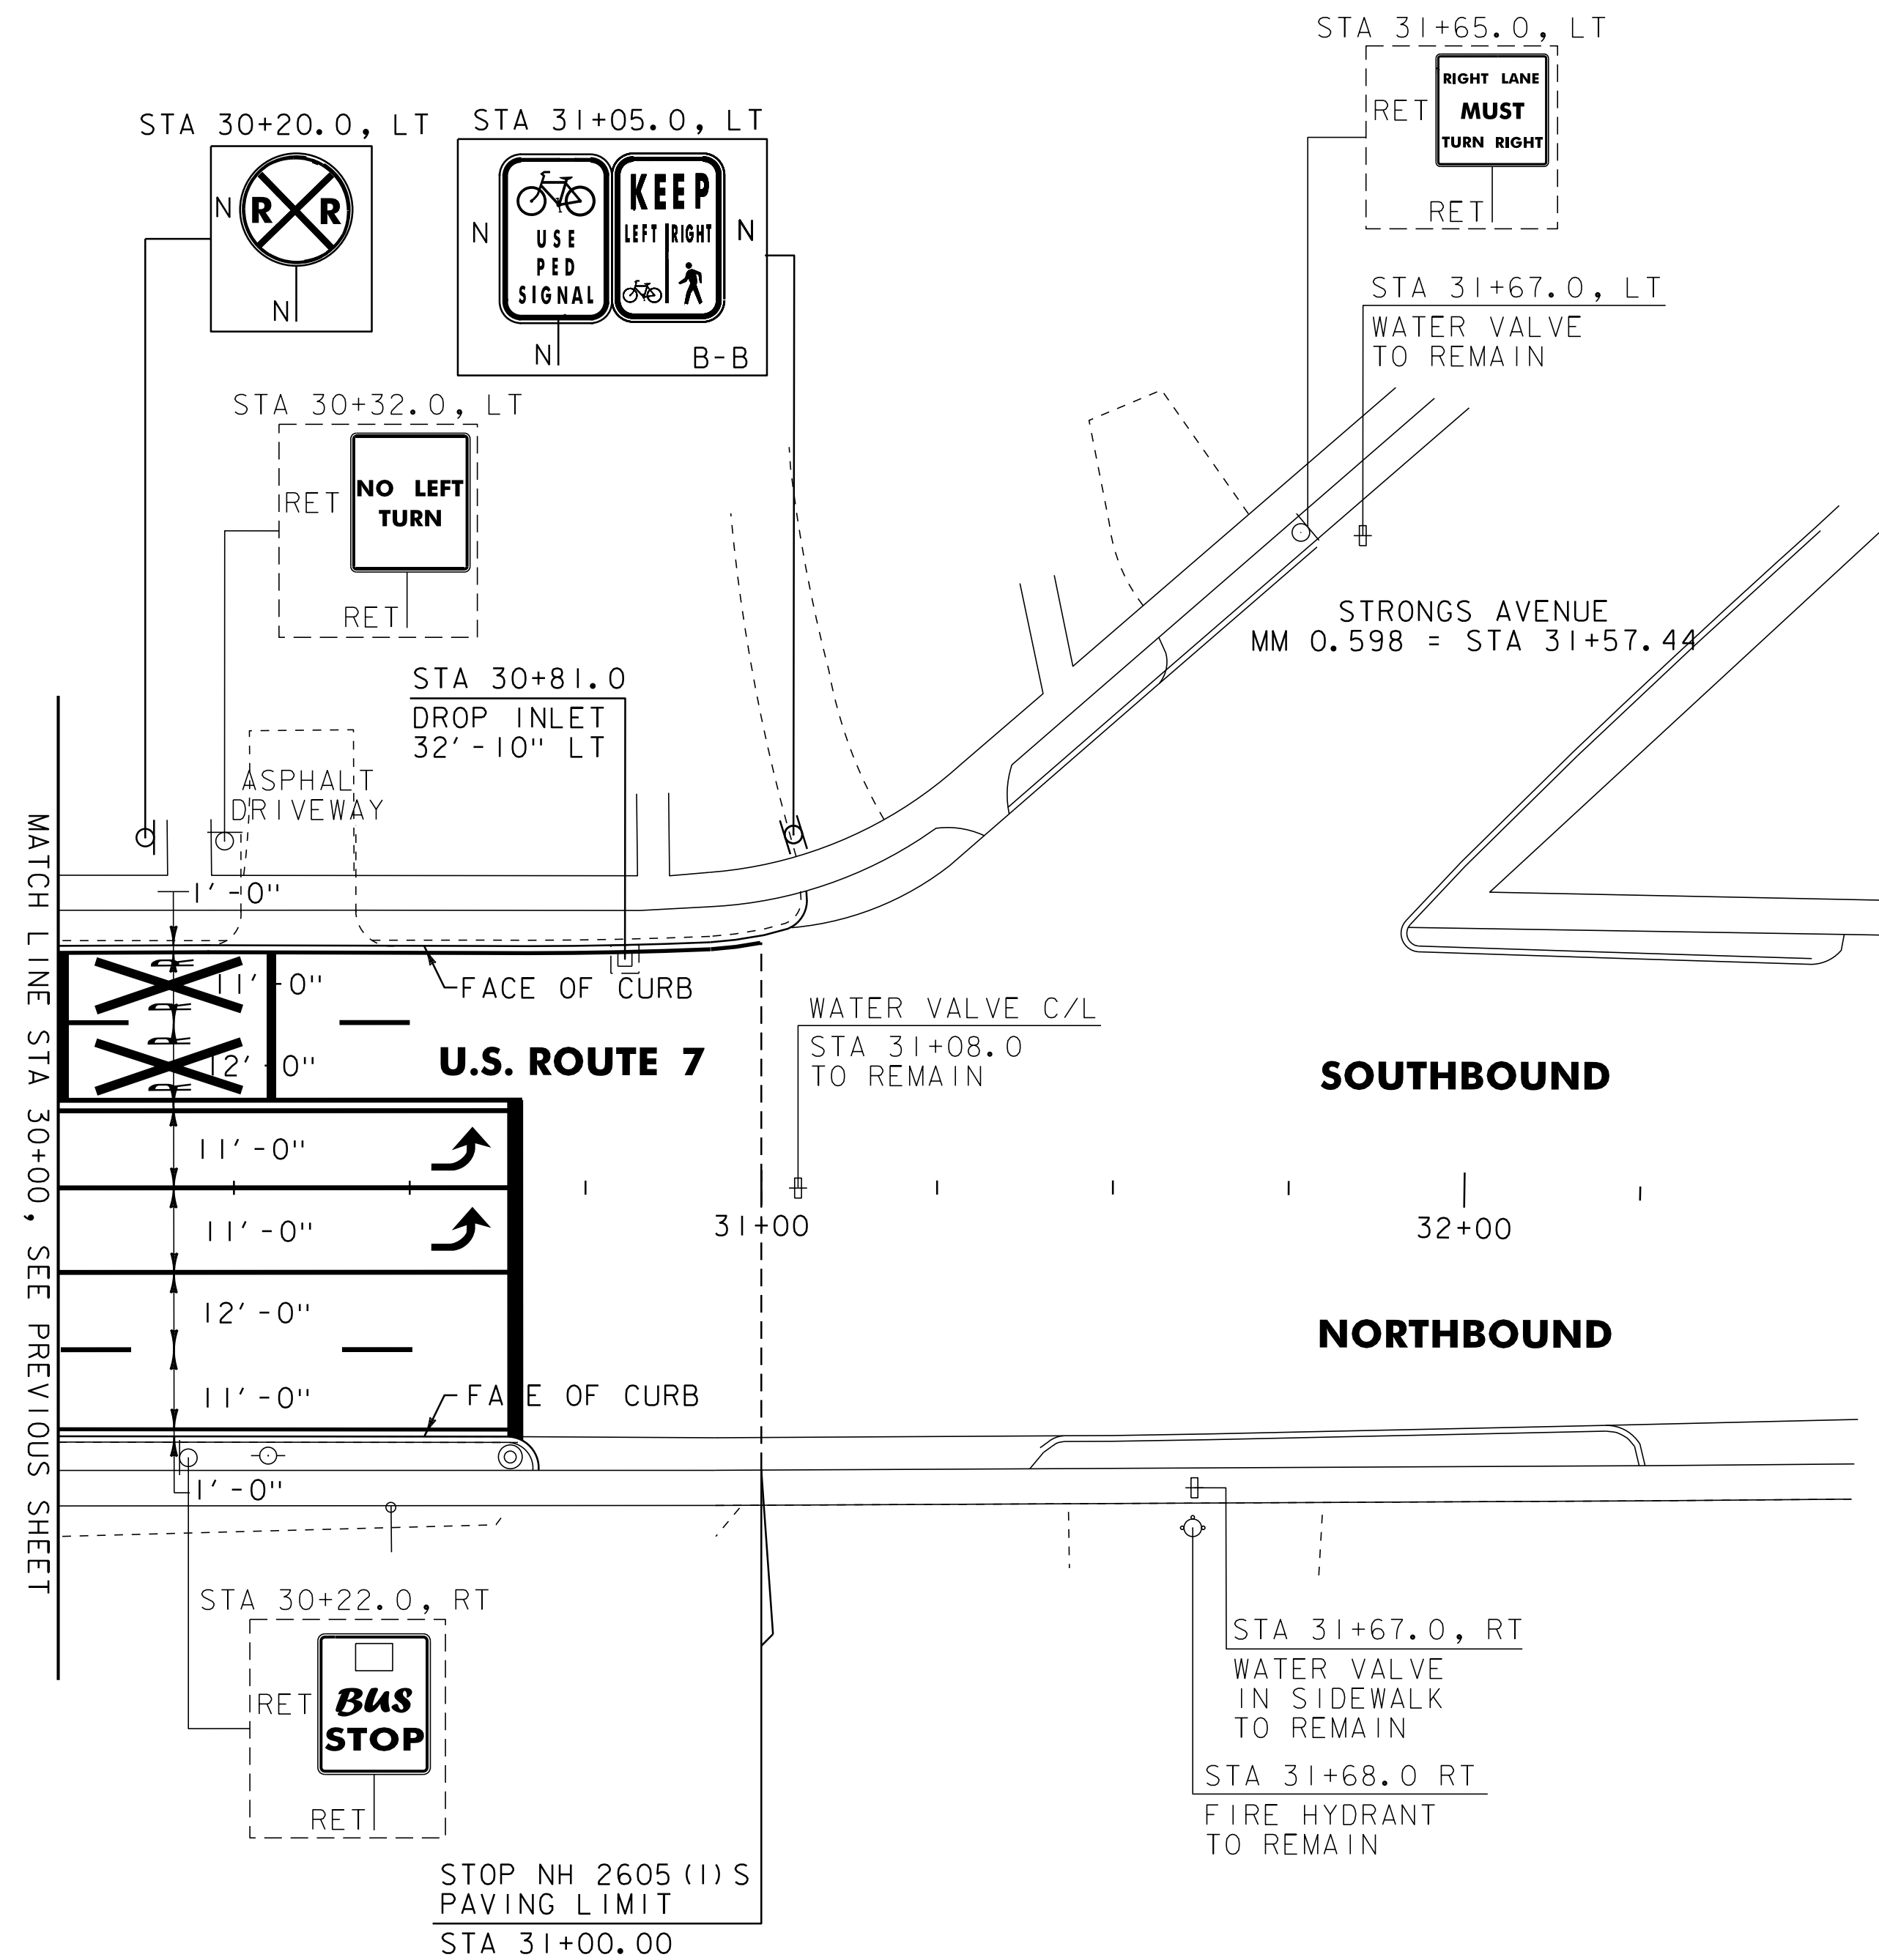 STA 31+65.0, LT
RIGHT LANE
MUST
TURN RIGHT
RET
RET
STA 30+20.0, LT
R R
N
N
STA 31+05.0, LT
USE
PED
SIGNAL
KEEP
LEFT RIGHT
N
N
N
B-B
STA 31+67.0, LT
WATER VALVE
TO REMAIN
STA 30+32.0, LT
NO LEFT
TURN
RET
RET
STRONGS AVENUE
MM 0.598 = STA 31+57.44
STA 30+81.0
DROP INLET
32'-10" LT
ASPHALT
DRIVEWAY
MATCH LINE STA 30+00, SEE PREVIOUS SHEET
1'-0"
R
11'-0"
R
R
12'-0"
R
FACE OF CURB
U.S. ROUTE 7
WATER VALVE C/L
STA 31+08.0
TO REMAIN
SOUTHBOUND
11'-0"
11'-0"
31+00
32+00
12'-0"
NORTHBOUND
11'-0"
FACE OF CURB
1'-0"
STA 30+22.0, RT
BUS
STOP
RET
RET
STA 31+67.0, RT
WATER VALVE
IN SIDEWALK
TO REMAIN
STA 31+68.0 RT
FIRE HYDRANT
TO REMAIN
STOP NH 2605(1)S
PAVING LIMIT
STA 31+00.00